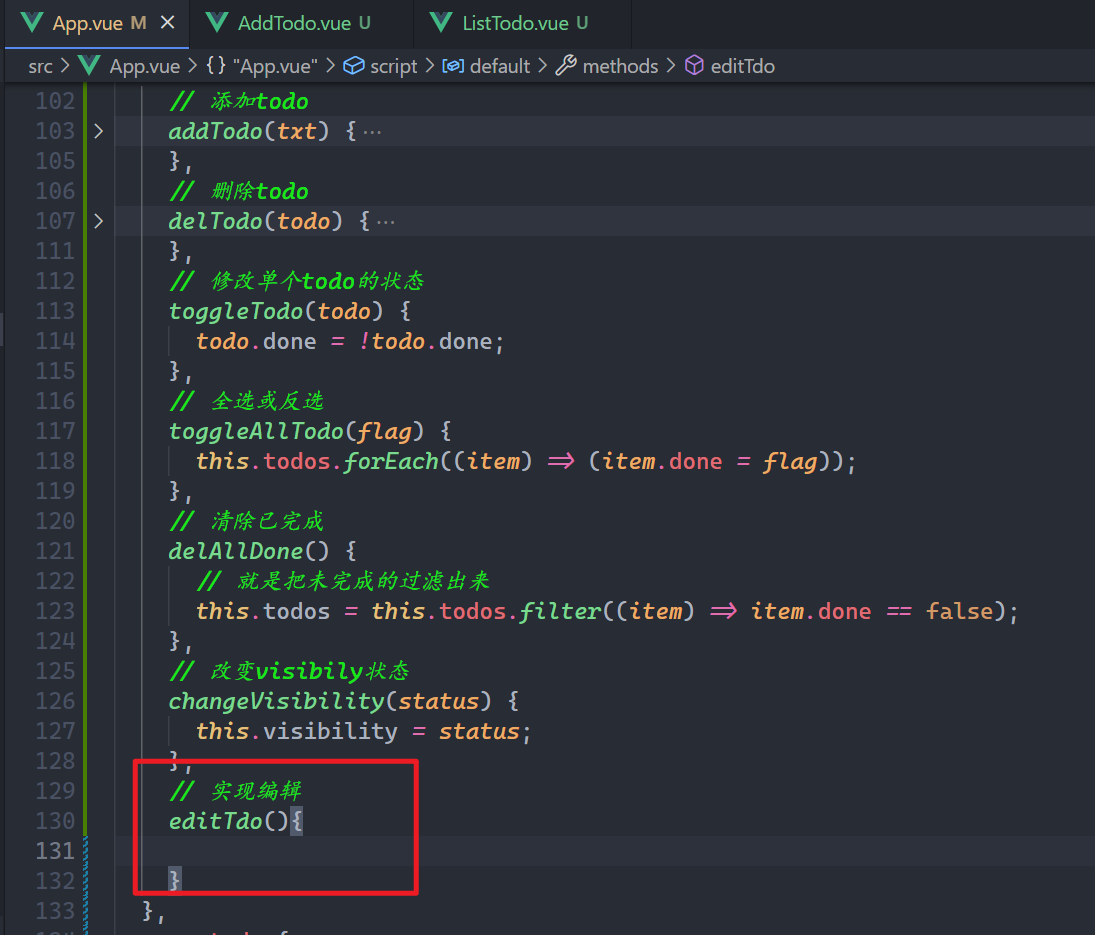 App.vue M × AddTodo.vue U ListTodo.vue U
src > App.vue > {} "App.vue" > script > default > methods > editTdo
102 // 添加todo
103 > addTodo(txt) {···
105 },
106 // 删除todo
107 > delTodo(todo) {···
111 },
112 // 修改单个todo的状态
113 toggleTodo(todo) {
114 todo.done = !todo.done;
115 },
116 // 全选或反选
117 toggleAllTodo(flag) {
118 this.todos.forEach((item) => (item.done = flag));
119 },
120 // 清除已完成
121 delAllDone() {
122 // 就是把未完成的过滤出来
123 this.todos = this.todos.filter((item) => item.done == false);
124 },
125 // 改变visibily状态
126 changeVisibility(status) {
127 this.visibility = status;
128 },
129 // 实现编辑
130 editTdo(){
131
132 }
133 },